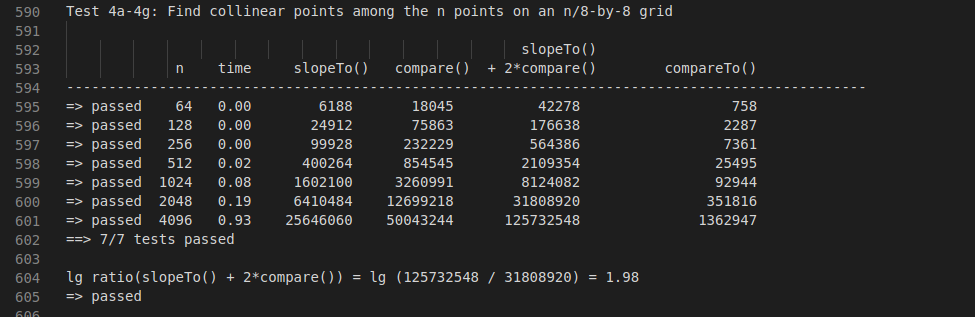 590 Test 4a-4g: Find collinear points among the n points on an n/8-by-8 grid
591
592 slopeTo()
593 n time slopeTo() compare() + 2*compare() compareTo()
594 -----------------------------------------------------------------------------------------------
595 => passed 64 0.00 6188 18045 42278 758
596 => passed 128 0.00 24912 75863 176638 2287
597 => passed 256 0.00 99928 232229 564386 7361
598 => passed 512 0.02 400264 854545 2109354 25495
599 => passed 1024 0.08 1602100 3260991 8124082 92944
600 => passed 2048 0.19 6410484 12699218 31808920 351816
601 => passed 4096 0.93 25646060 50043244 125732548 1362947
602 ==> 7/7 tests passed
603
604 lg ratio(slopeTo() + 2*compare()) = lg (125732548 / 31808920) = 1.98
605 => passed
606